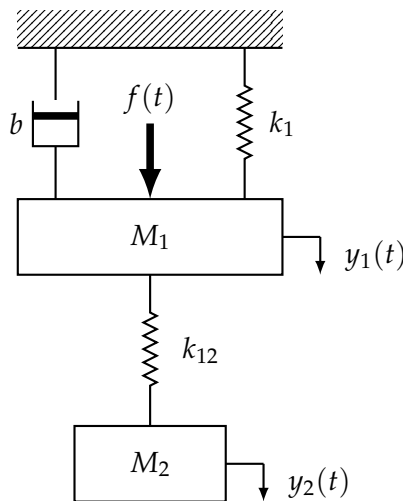 b
f(t)
k₁
M₁
y₁(t)
k₁₂
M₂
y₂(t)